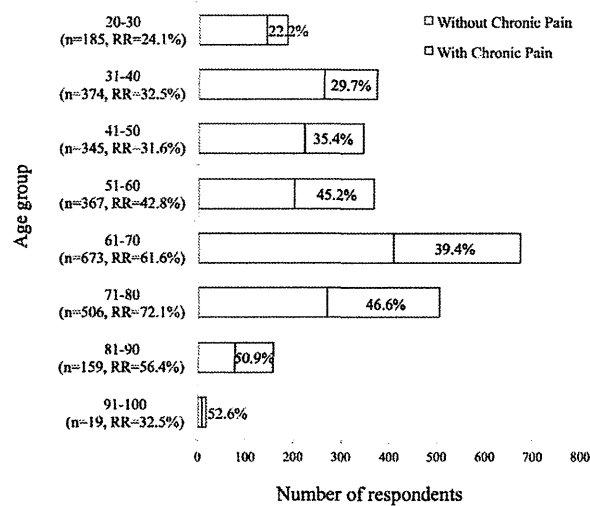 20-30
(n=185, RR=24.1%)
22.2%
Without Chronic Pain
With Chronic Pain
31-40
(n=374, RR=32.5%)
29.7%
41-50
(n=345, RR=31.6%)
35.4%
51-60
(n=367, RR=42.8%)
45.2%
61-70
(n=673, RR=61.6%)
39.4%
71-80
(n=506, RR=72.1%)
46.6%
81-90
(n=159, RR=56.4%)
50.9%
91-100
(n=19, RR=32.5%)
52.6%
Age group
0 100 200 300 400 500 600 700 800
Number of respondents